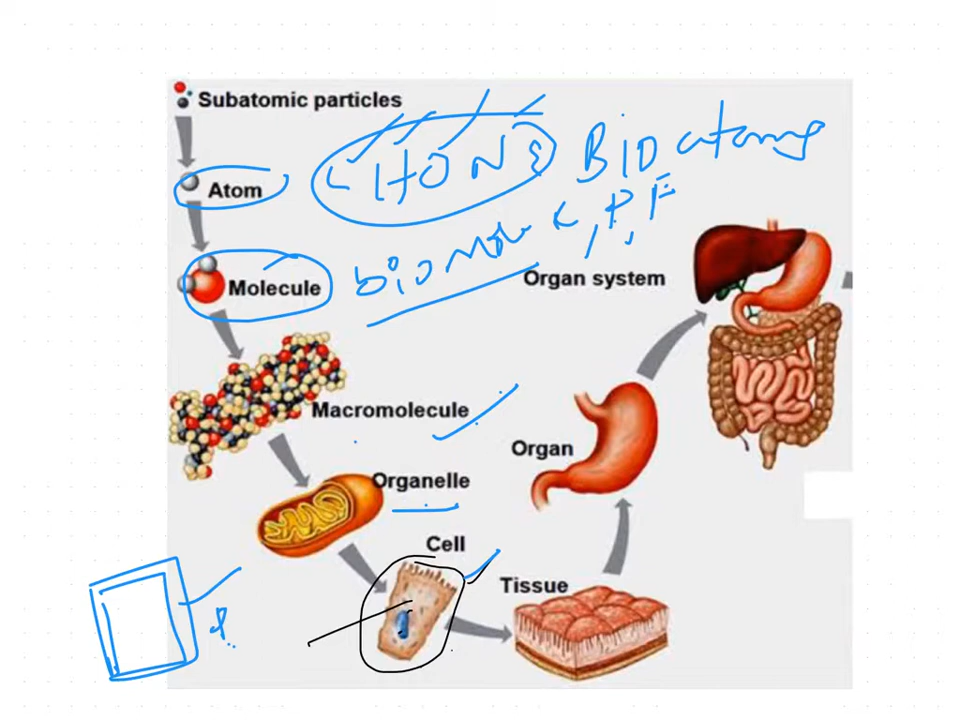 Subatomic particles
CHONS BIO atoms
Atom
P, F
Molecule
biomole
Organ system
Macromolecule
Organ
Organelle
Cell
Tissue